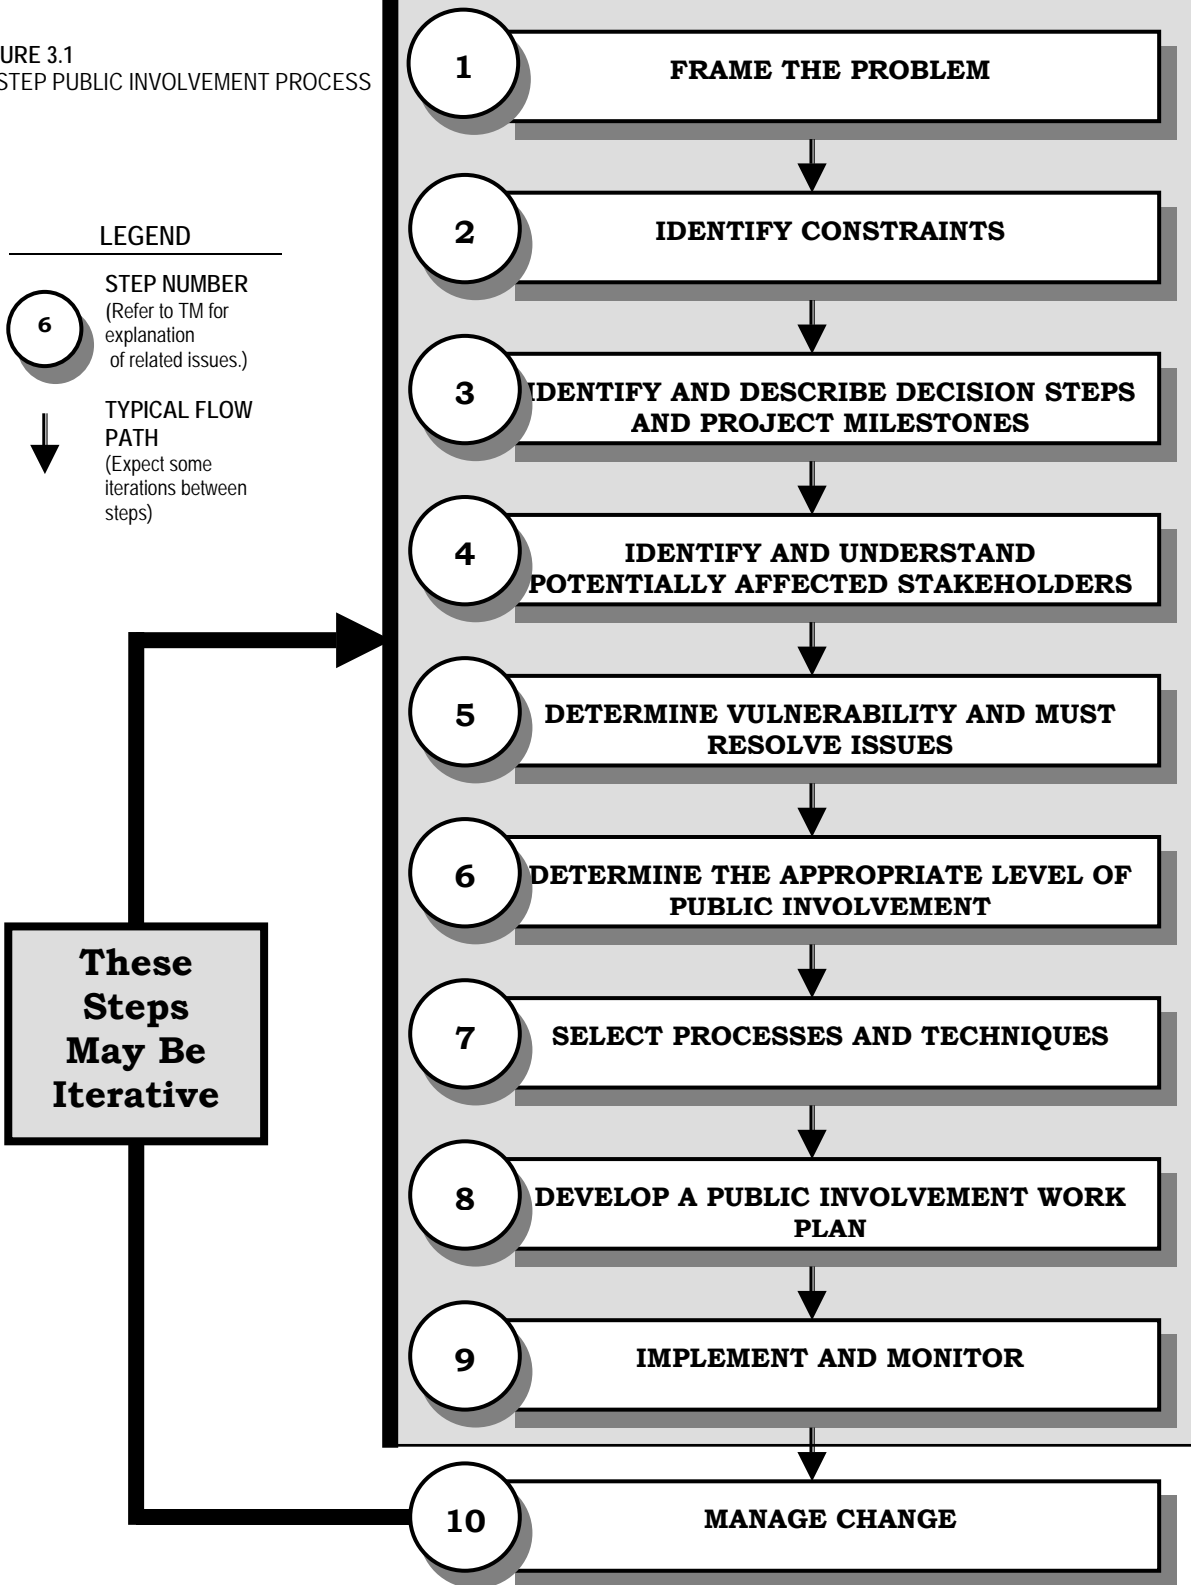 URE 3.1
STEP PUBLIC INVOLVEMENT PROCESS
LEGEND
6
STEP NUMBER
(Refer to TM for
explanation
of related issues.)
TYPICAL FLOW
PATH
(Expect some
iterations between
steps)
These
Steps
May Be
Iterative
1
FRAME THE PROBLEM
2
IDENTIFY CONSTRAINTS
3
IDENTIFY AND DESCRIBE DECISION STEPS
AND PROJECT MILESTONES
4
IDENTIFY AND UNDERSTAND
POTENTIALLY AFFECTED STAKEHOLDERS
5
DETERMINE VULNERABILITY AND MUST
RESOLVE ISSUES
6
DETERMINE THE APPROPRIATE LEVEL OF
PUBLIC INVOLVEMENT
7
SELECT PROCESSES AND TECHNIQUES
8
DEVELOP A PUBLIC INVOLVEMENT WORK
PLAN
9
IMPLEMENT AND MONITOR
10
MANAGE CHANGE